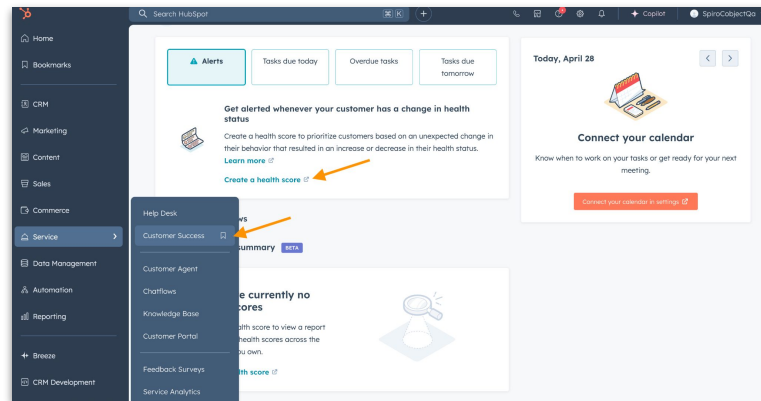 Search HubSpot
⌘ K
+
Copilot
SpiroCobjectQa
Home
Bookmarks
CRM
Marketing
Content
Sales
Commerce
Service
Data Management
Automation
Reporting
Breeze
CRM Development
Help Desk
Customer Success
Customer Agent
Chatflows
Knowledge Base
Customer Portal
Feedback Surveys
Service Analytics
Alerts
Tasks due today
Overdue tasks
Tasks due
tomorrow
Get alerted whenever your customer has a change in health
status
Create a health score to prioritize customers based on an unexpected change in
their behavior that resulted in an increase or decrease in their health status.
Learn more
Create a health score
ws
summary BETA
e currently no
cores
alth score to view a report
health scores across the
ou own.
lth score
Today, April 28
Connect your calendar
Know when to work on your tasks or get ready for your next
meeting.
Connect your calendar in settings